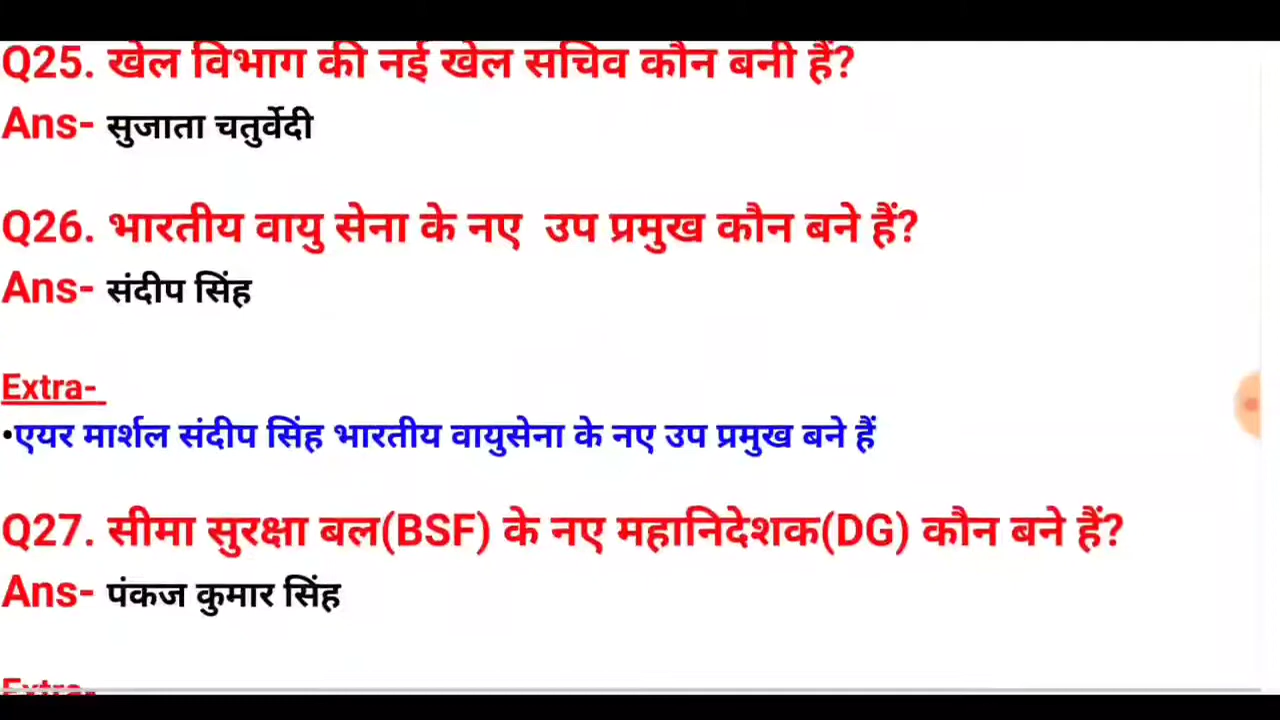 Q25. खेल विभाग की नई खेल सचिव कौन बनी हैं?
Ans- सुजाता चतुर्वेदी
Q26. भारतीय वायु सेना के नए उप प्रमुख कौन बने हैं?
Ans- संदीप सिंह
Extra-
•एयर मार्शल संदीप सिंह भारतीय वायुसेना के नए उप प्रमुख बने हैं
Q27. सीमा सुरक्षा बल(BSF) के नए महानिदेशक(DG) कौन बने हैं?
Ans- पंकज कुमार सिंह
Extra-